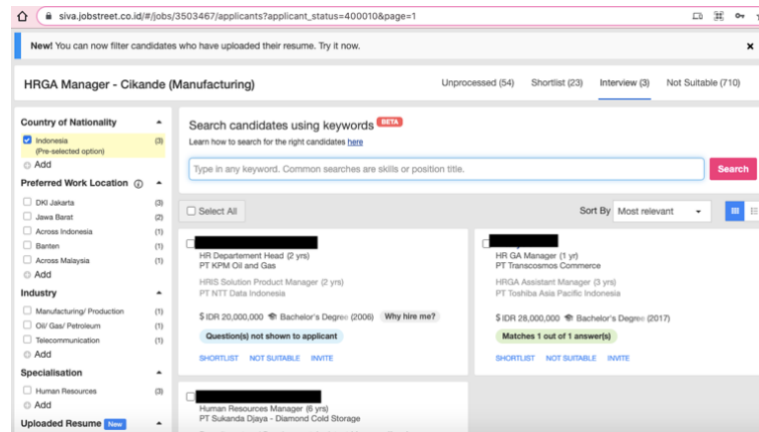 siva.jobstreet.co.id/#/jobs/3503467/applicants?applicant_status=400010&page=1
New! You can now filter candidates who have uploaded their resume. Try it now.
HRGA Manager - Cikande (Manufacturing)
Unprocessed (54) Shortlist (23) Interview (3) Not Suitable (710)
Country of Nationality
Indonesia (3)
(Pre-selected option)
Add
Preferred Work Location
DKI Jakarta (3)
Jawa Barat (2)
Across Indonesia (1)
Banten (1)
Across Malaysia (1)
Add
Industry
Manufacturing/ Production (1)
Oil/ Gas/ Petroleum (1)
Telecommunication (1)
Add
Specialisation
Human Resources (3)
Add
Uploaded Resume New
Search candidates using keywords BETA
Learn how to search for the right candidates here
Type in any keyword. Common searches are skills or position title.
Search
Select All
Sort By Most relevant
HR Departement Head (2 yrs)
PT KPM Oil and Gas
HRIS Solution Product Manager (2 yrs)
PT NTT Data Indonesia
$ IDR 20,000,000 Bachelor's Degree (2006) Why hire me?
Question(s) not shown to applicant
SHORTLIST NOT SUITABLE INVITE
HR GA Manager (1 yr)
PT Transcosmos Commerce
HRGA Assistant Manager (3 yrs)
PT Toshiba Asia Pacific Indonesia
$ IDR 28,000,000 Bachelor's Degree (2017)
Matches 1 out of 1 answer(s)
SHORTLIST NOT SUITABLE INVITE
Human Resources Manager (6 yrs)
PT Sukanda Djaya - Diamond Cold Storage